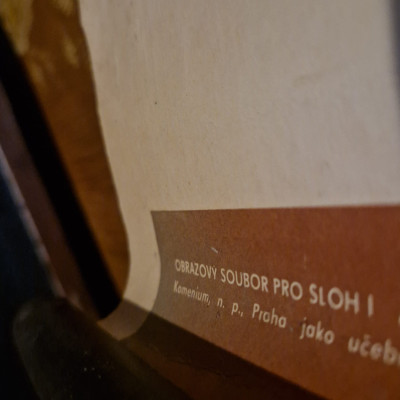 OBRAZOVÝ SOUBOR PRO SLOH I
Komenium, n. p., Praha jako učeb